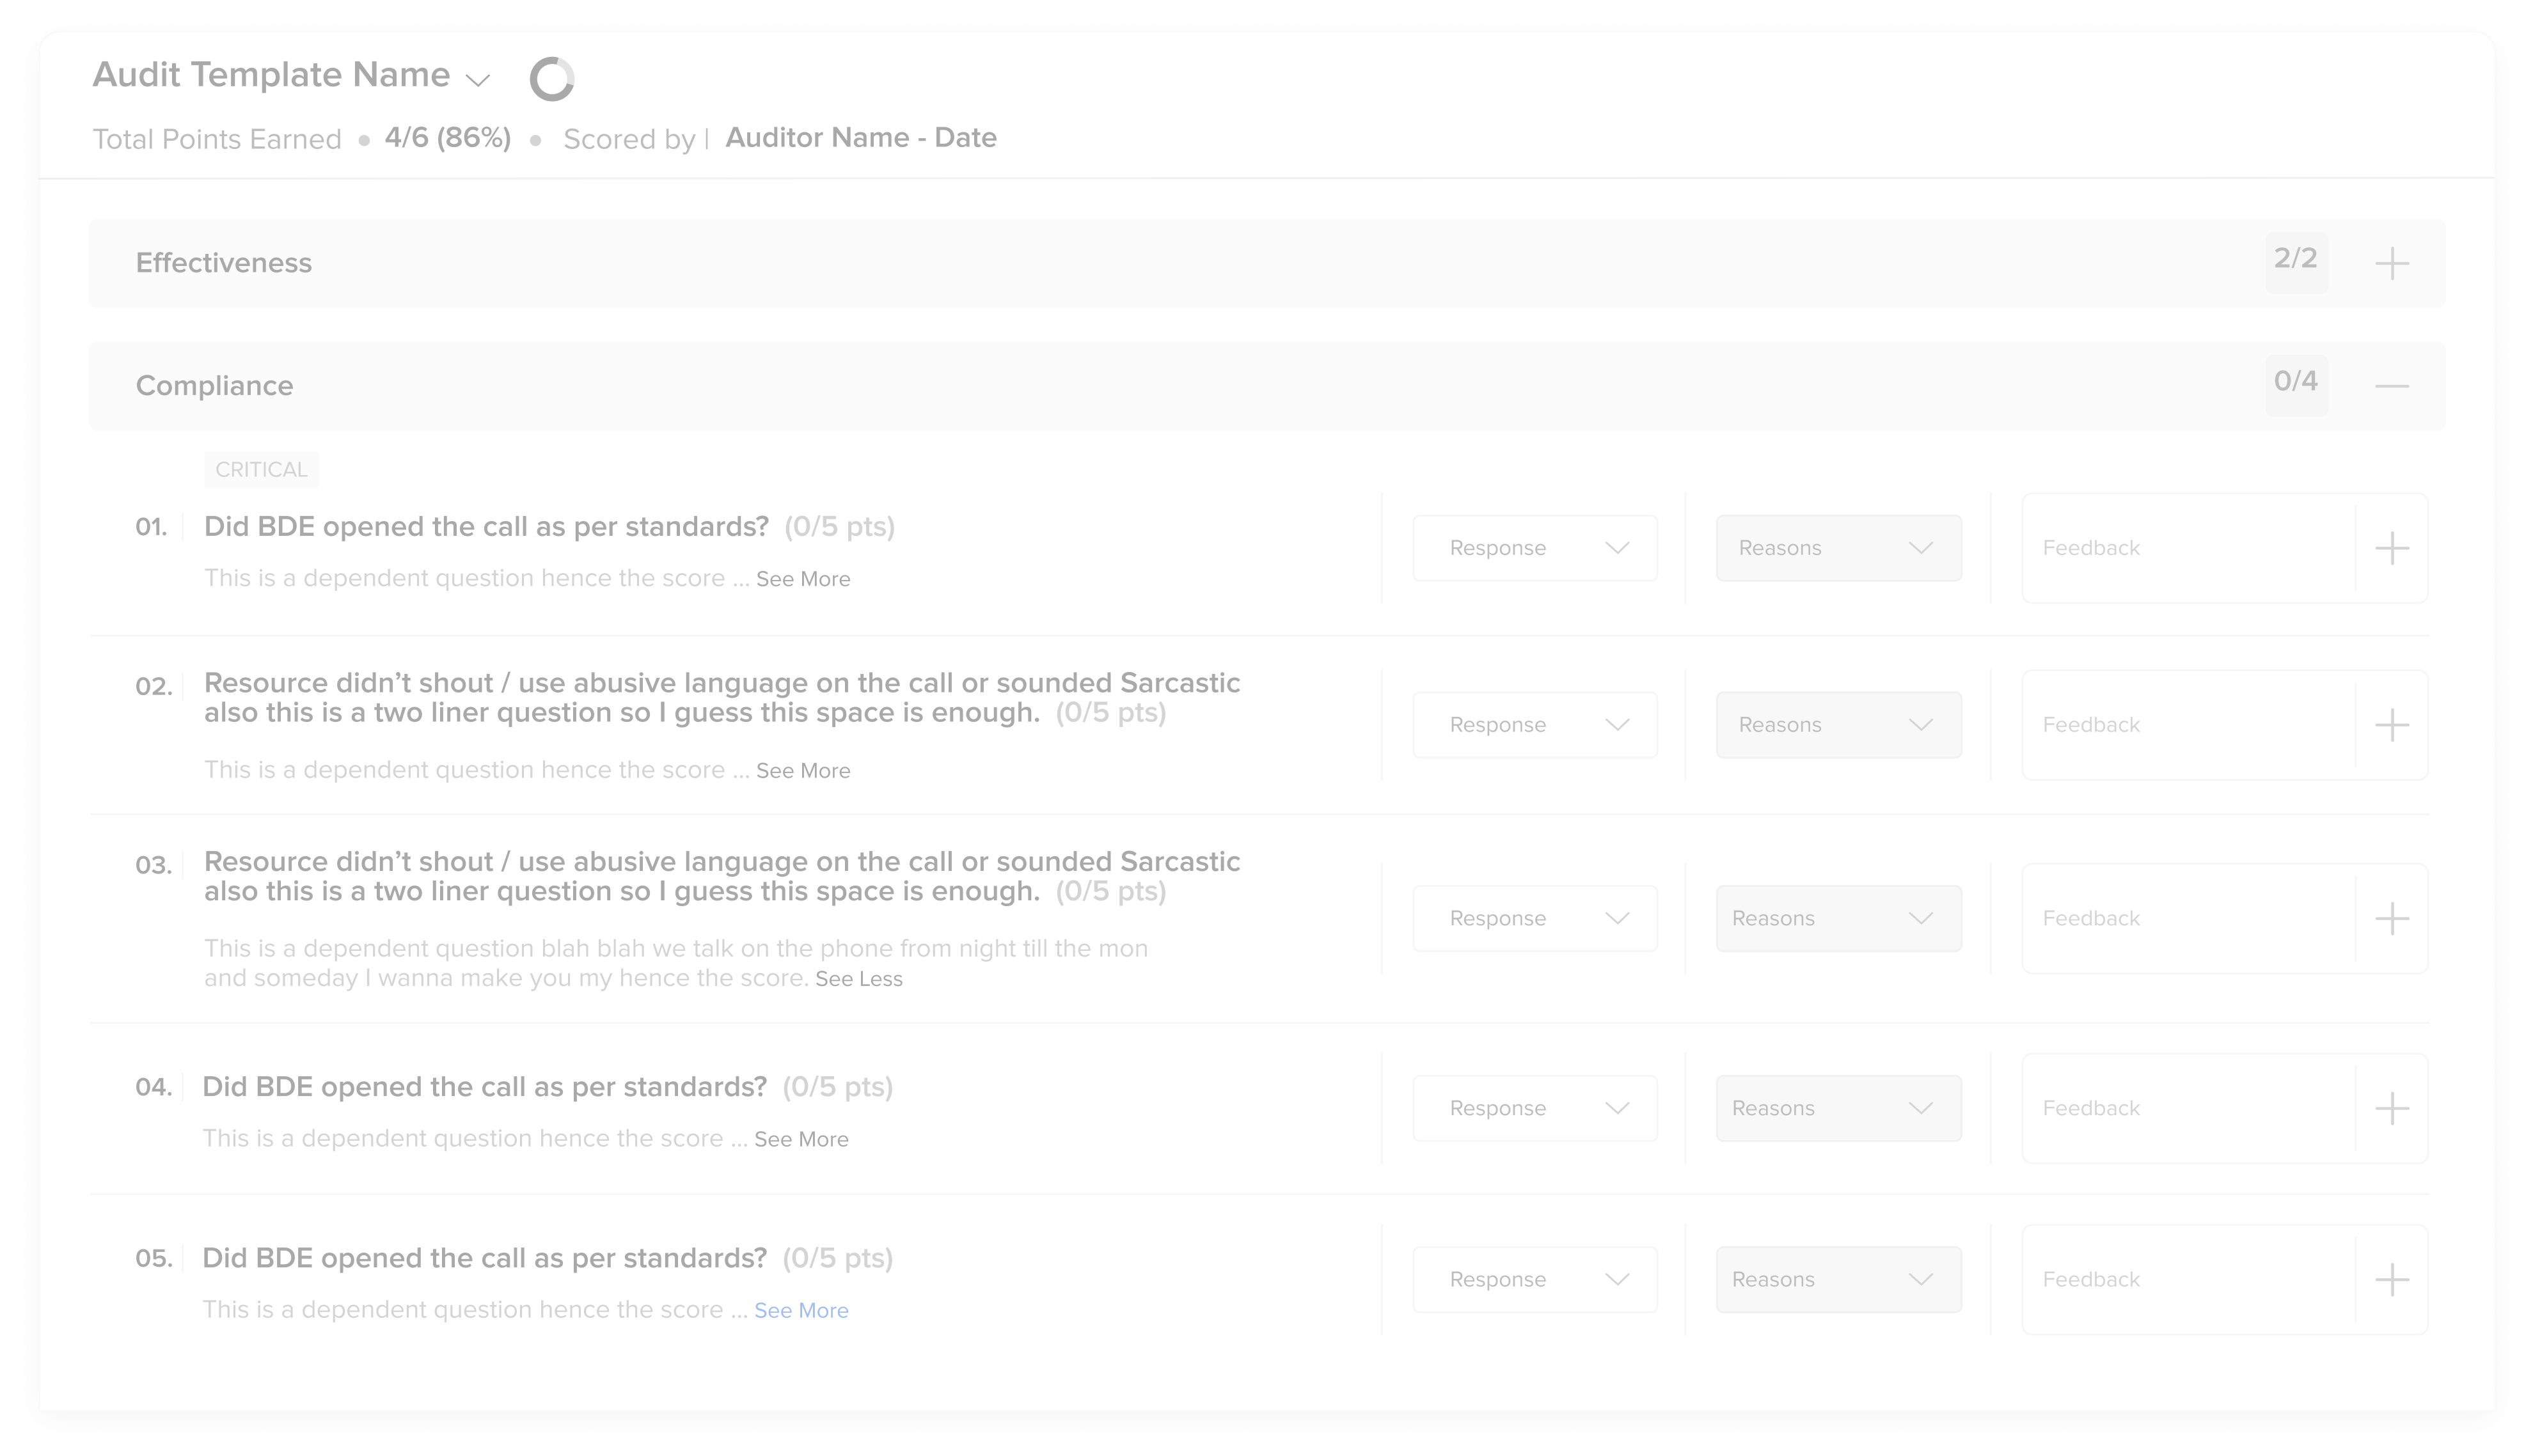 Audit Template Name
Total Points Earned • 4/6 (86%) • Scored by | Auditor Name - Date
Effectiveness 2/2
Compliance 0/4
CRITICAL
01. Did BDE opened the call as per standards? (0/5 pts) Response Reasons Feedback
This is a dependent question hence the score ... See More
02. Resource didn’t shout / use abusive language on the call or sounded Sarcastic
also this is a two liner question so I guess this space is enough. (0/5 pts) Response Reasons Feedback
This is a dependent question hence the score ... See More
03. Resource didn’t shout / use abusive language on the call or sounded Sarcastic
also this is a two liner question so I guess this space is enough. (0/5 pts) Response Reasons Feedback
This is a dependent question blah blah we talk on the phone from night till the mon
and someday I wanna make you my hence the score. See Less
04. Did BDE opened the call as per standards? (0/5 pts) Response Reasons Feedback
This is a dependent question hence the score ... See More
05. Did BDE opened the call as per standards? (0/5 pts) Response Reasons Feedback
This is a dependent question hence the score ... See More